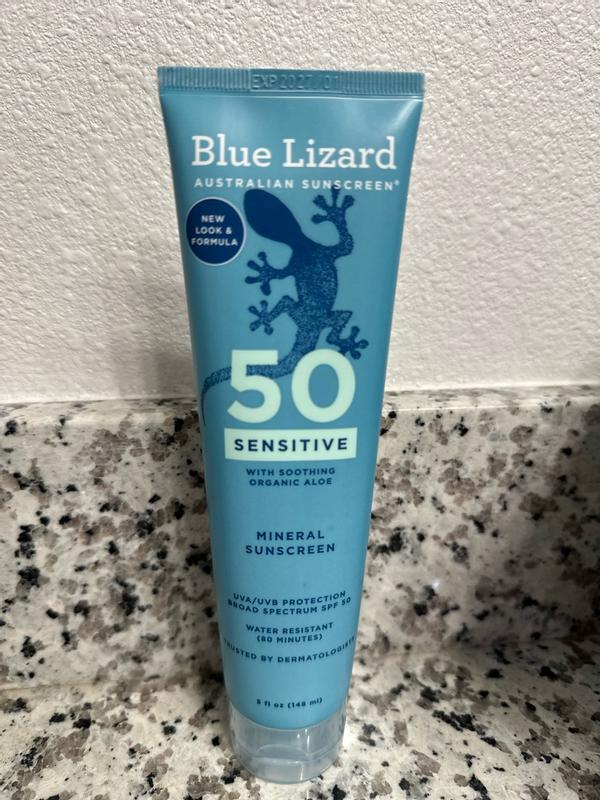 EXP 2027/01
Blue Lizard
AUSTRALIAN SUNSCREEN®
NEW
LOOK &
FORMULA
50
SENSITIVE
WITH SOOTHING
ORGANIC ALOE
MINERAL
SUNSCREEN
UVA/UVB PROTECTION
BROAD SPECTRUM SPF 50
WATER RESISTANT
(80 MINUTES)
TRUSTED BY DERMATOLOGISTS
5 fl oz (148 ml)